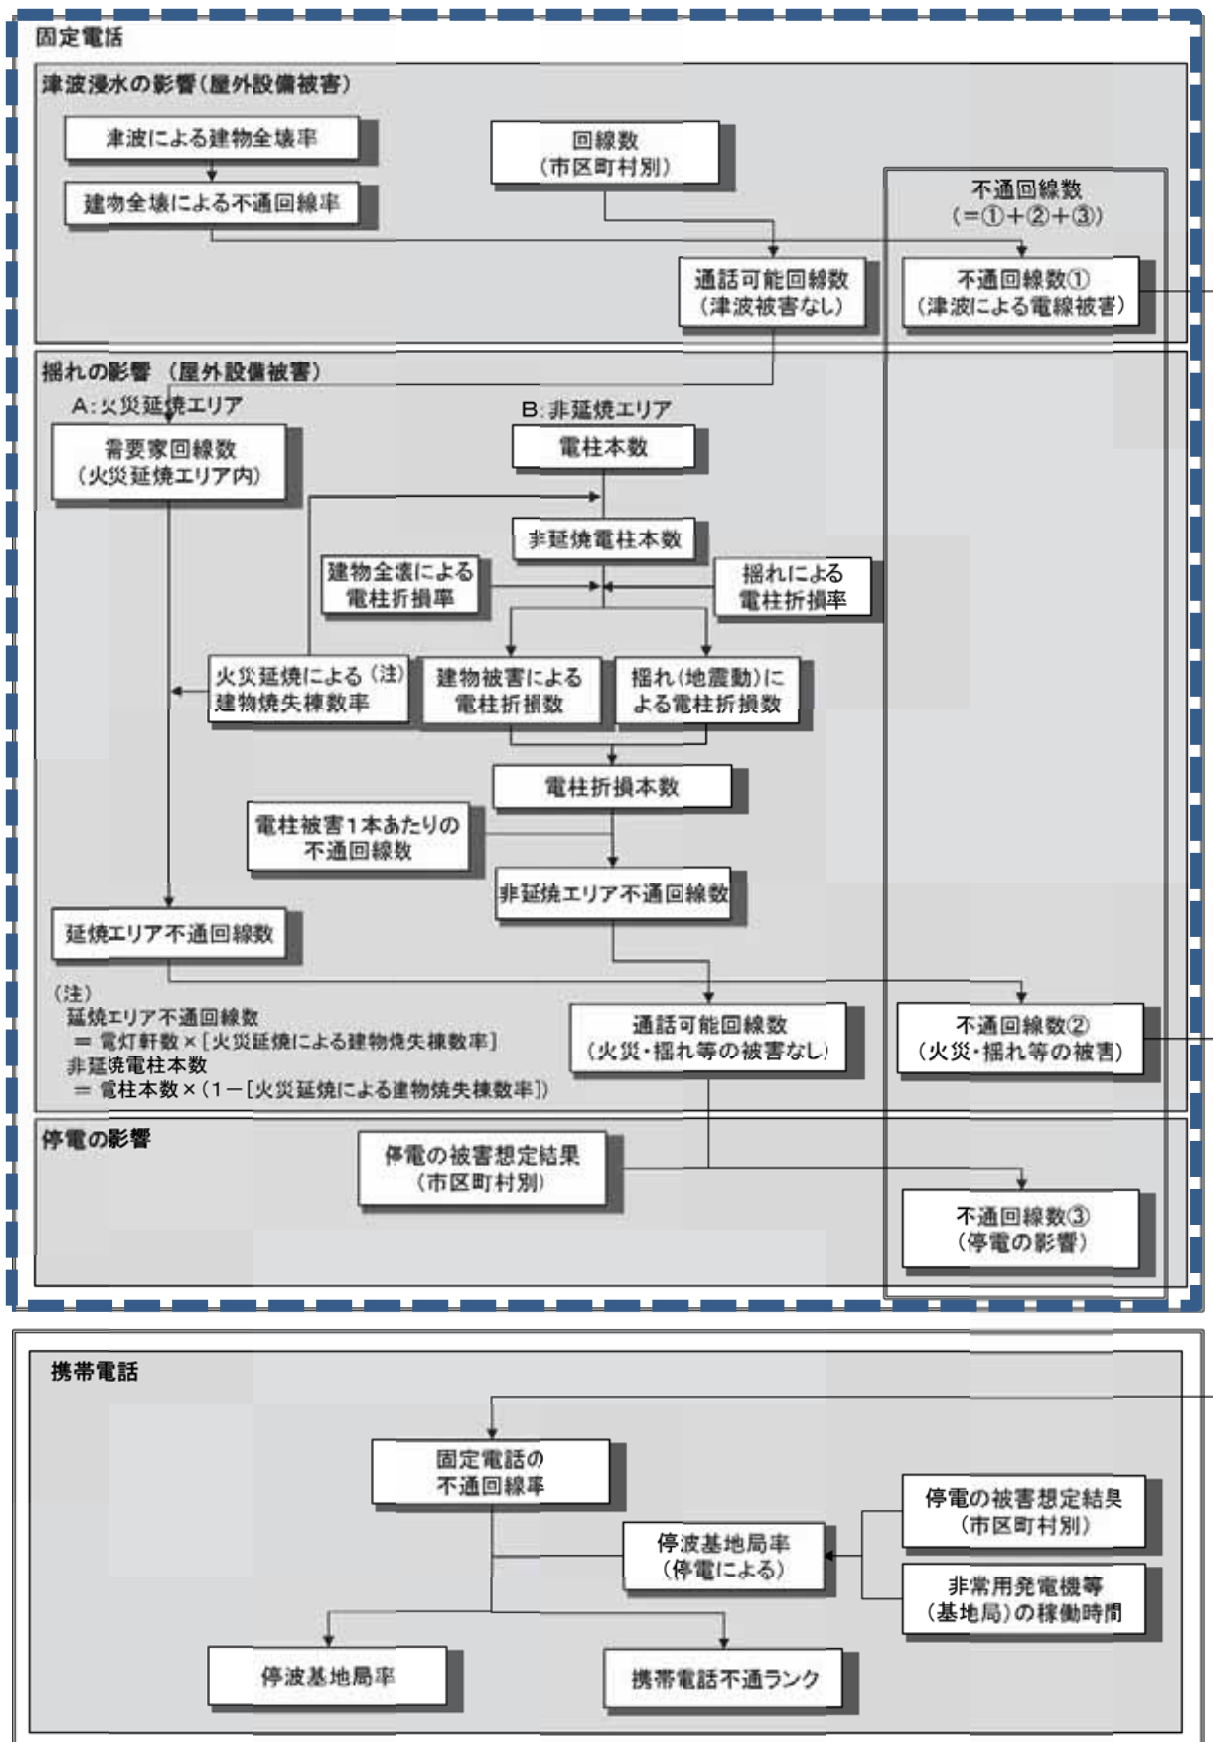 固定電話
津波浸水の影響(屋外設備被害)
津波による建物全壊率
建物全壊による不通回線率
回線数
(市区町村別)
不通回線数
(=①+②+③)
通話可能回線数
(津波被害なし)
不通回線数①
(津波による電線被害)
揺れの影響 (屋外設備被害)
A:火災延焼エリア
需要家回線数
(火災延焼エリア内)
B:非延焼エリア
電柱本数
非延焼電柱本数
建物全壊による
電柱折損率
揺れによる
電柱折損率
火災延焼による(注)
建物焼失棟数率
建物被害による
電柱折損数
揺れ(地震動)に
よる電柱折損数
電柱折損本数
電柱被害1本あたりの
不通回線数
非延焼エリア不通回線数
延焼エリア不通回線数
(注)
延焼エリア不通回線数
= 電灯軒数×[火災延焼による建物焼失棟数率]
非延焼電柱本数
= 電柱本数×(1-[火災延焼による建物焼失棟数率])
通話可能回線数
(火災・揺れ等の被害なし)
不通回線数②
(火災・揺れ等の被害)
停電の影響
停電の被害想定結果
(市区町村別)
不通回線数③
(停電の影響)
携帯電話
固定電話の
不通回線率
停波基地局率
(停電による)
停電の被害想定結果
(市区町村別)
非常用発電機等
(基地局)の稼働時間
停波基地局率
携帯電話不通ランク